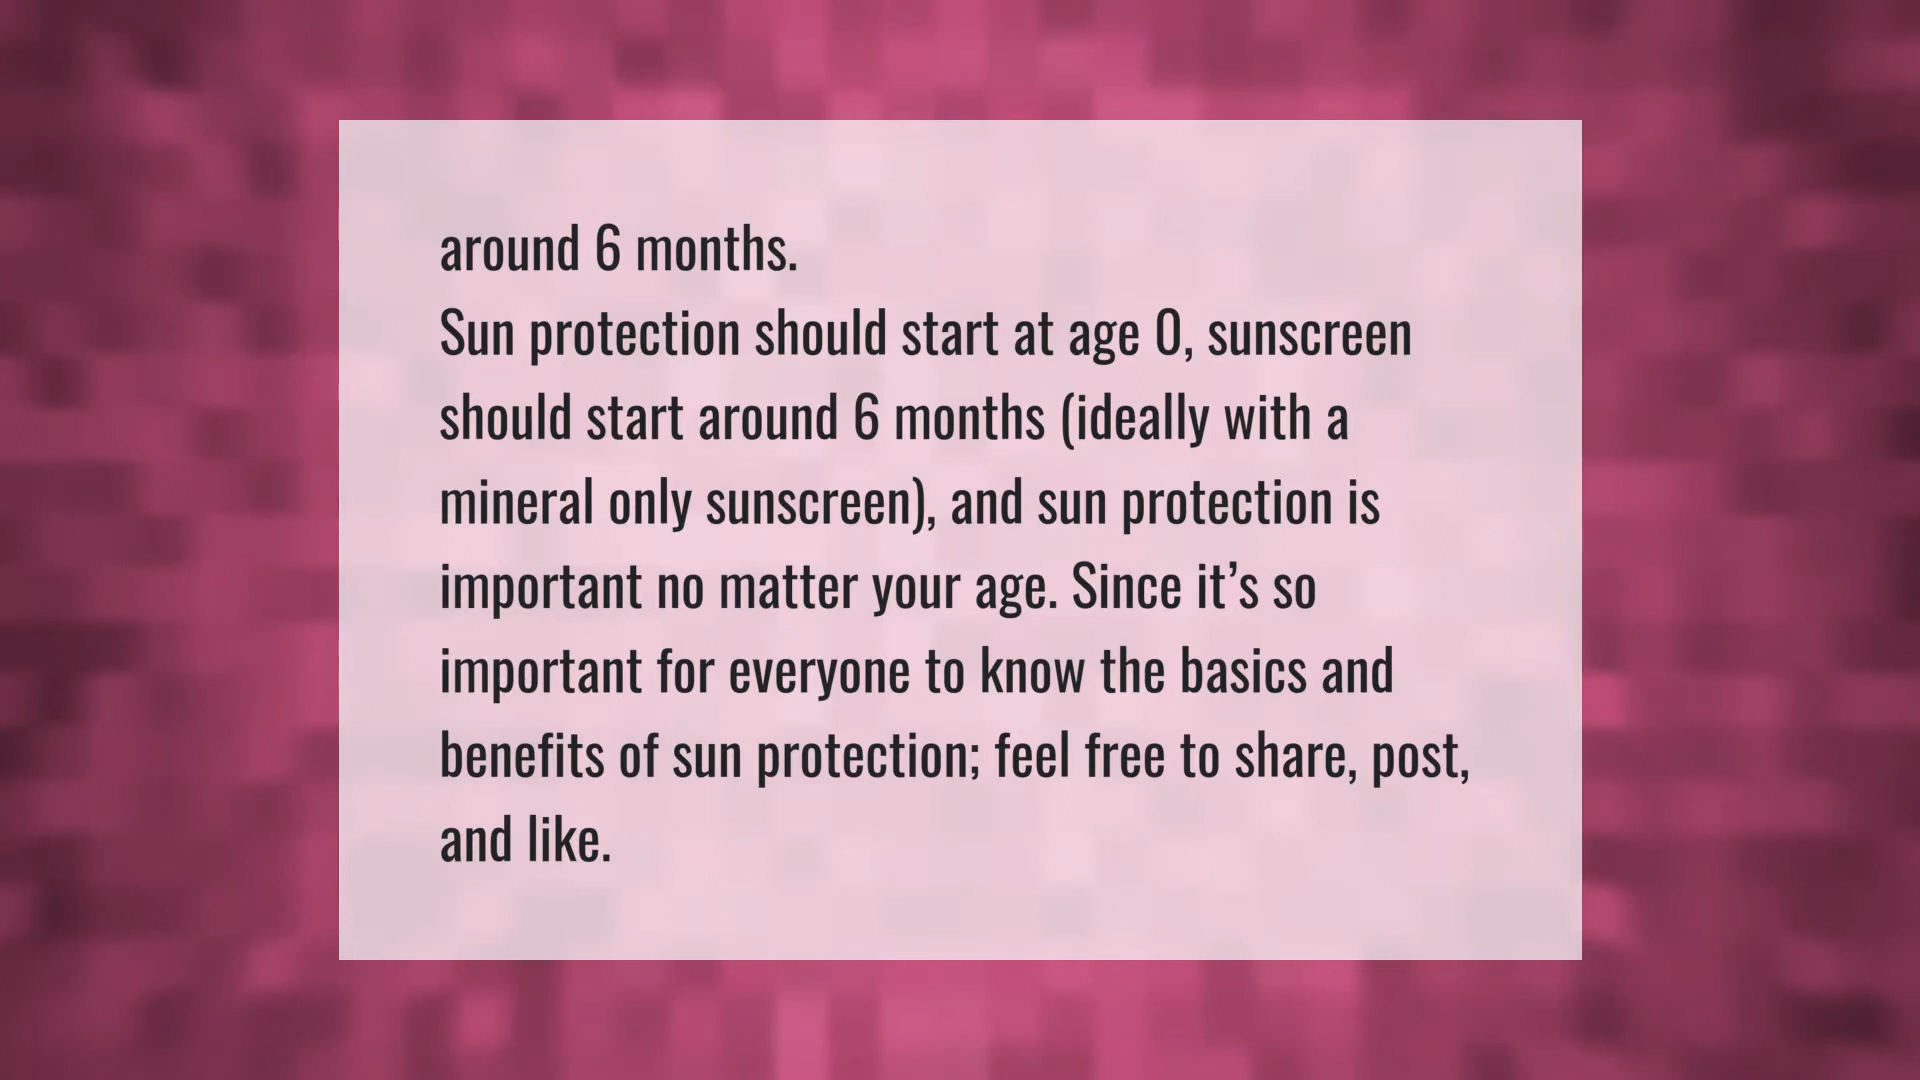 around 6 months.
Sun protection should start at age 0, sunscreen
should start around 6 months (ideally with a
mineral only sunscreen), and sun protection is
important no matter your age. Since it’s so
important for everyone to know the basics and
benefits of sun protection; feel free to share, post,
and like.